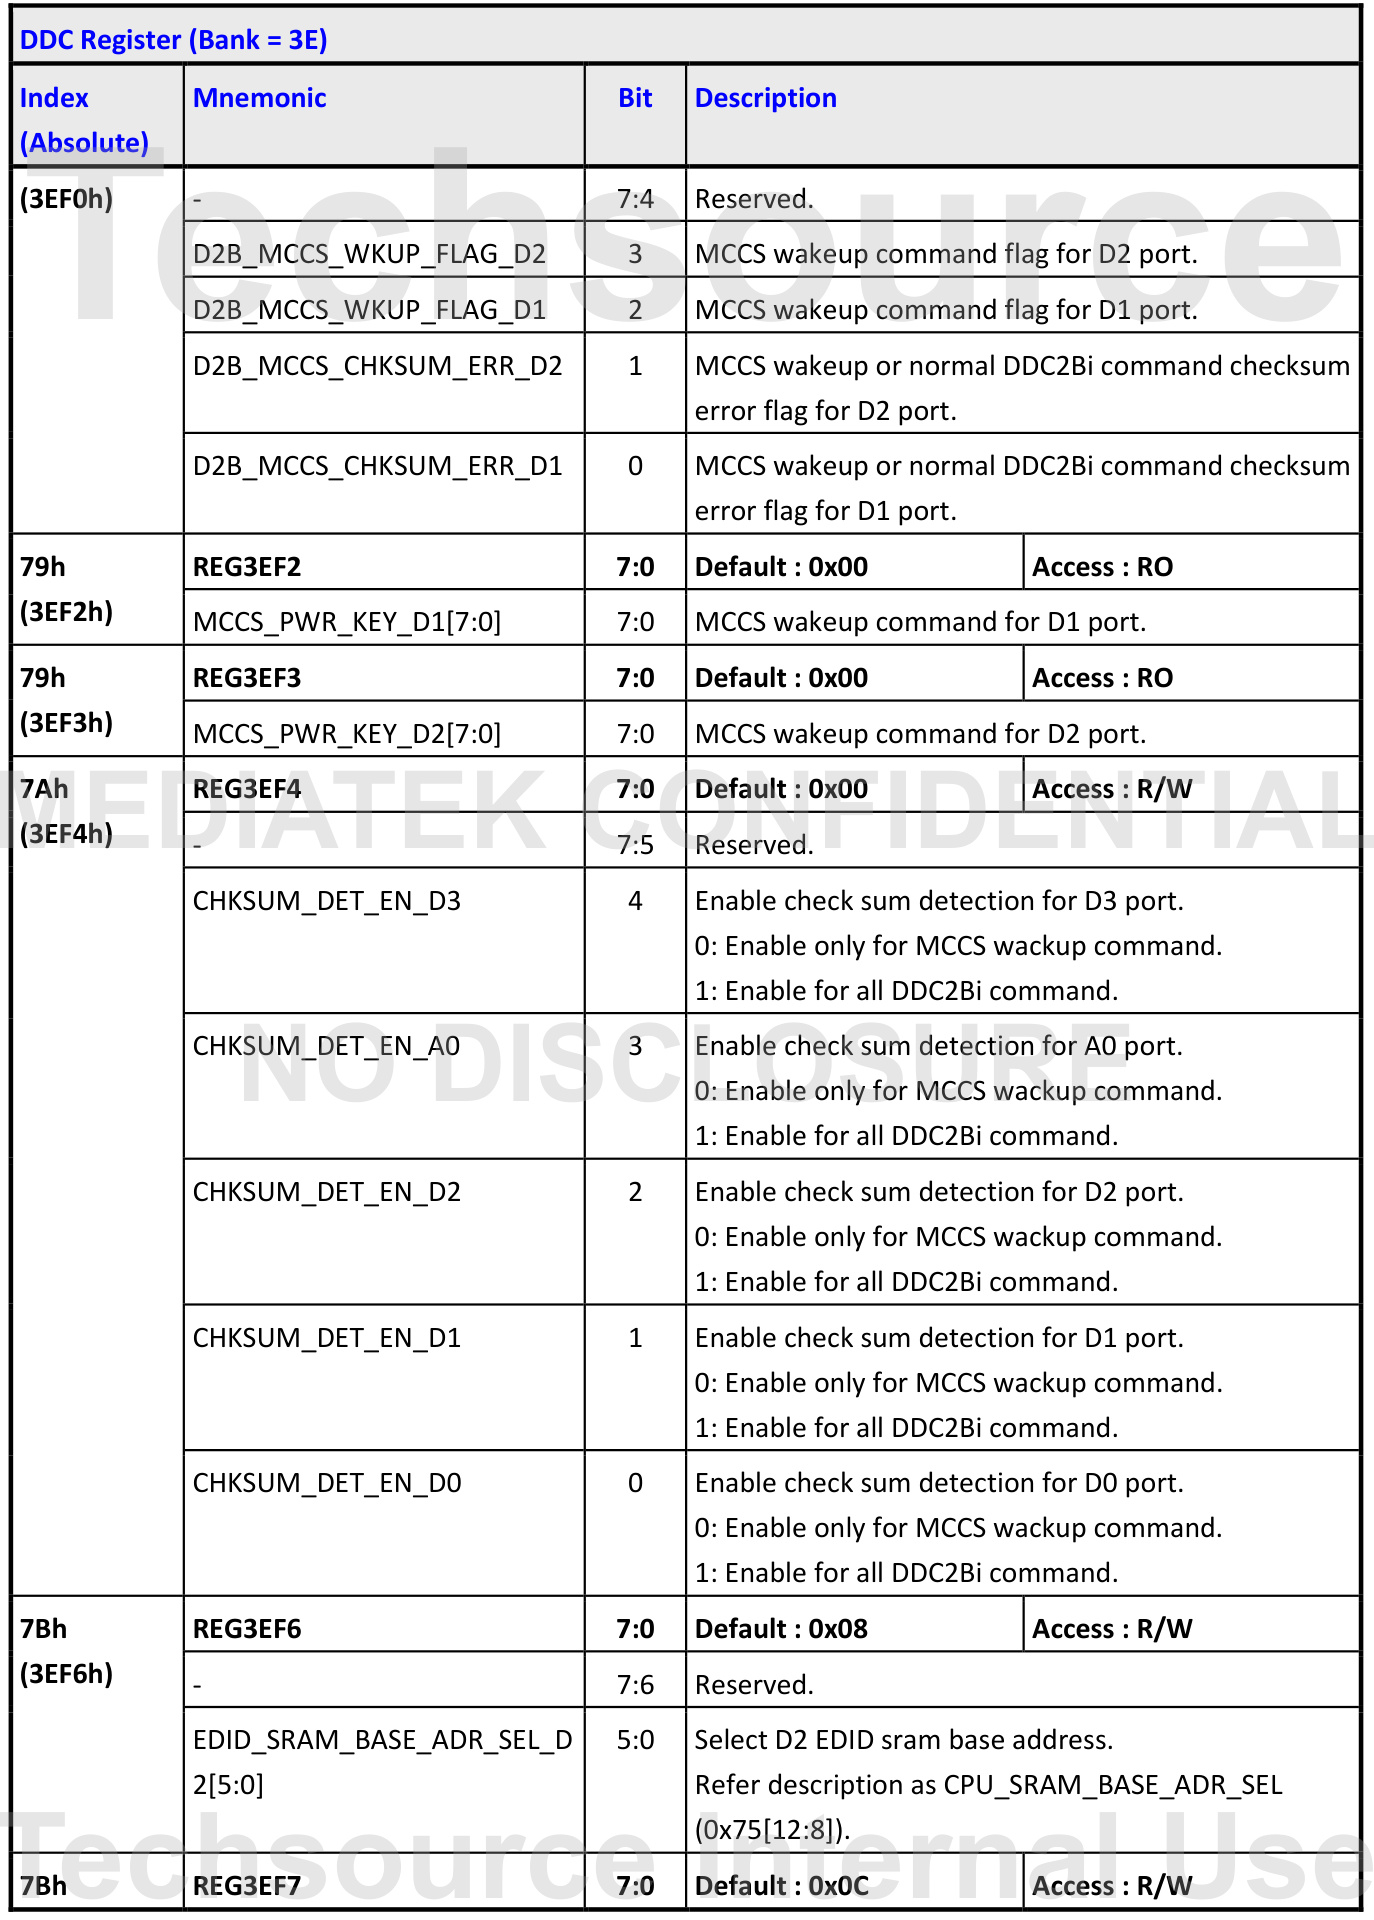 DDC Register (Bank = 3E)
Index
(Absolute)
Mnemonic
Bit
Description
(3EF0h)
-
7:4
Reserved.
D2B_MCCS_WKUP_FLAG_D2
3
MCCS wakeup command flag for D2 port.
D2B_MCCS_WKUP_FLAG_D1
2
MCCS wakeup command flag for D1 port.
D2B_MCCS_CHKSUM_ERR_D2
1
MCCS wakeup or normal DDC2Bi command checksum
error flag for D2 port.
D2B_MCCS_CHKSUM_ERR_D1
0
MCCS wakeup or normal DDC2Bi command checksum
error flag for D1 port.
79h
(3EF2h)
REG3EF2
7:0
Default : 0x00
Access : RO
MCCS_PWR_KEY_D1[7:0]
7:0
MCCS wakeup command for D1 port.
79h
(3EF3h)
REG3EF3
7:0
Default : 0x00
Access : RO
MCCS_PWR_KEY_D2[7:0]
7:0
MCCS wakeup command for D2 port.
7Ah
(3EF4h)
REG3EF4
7:0
Default : 0x00
Access : R/W
-
7:5
Reserved.
CHKSUM_DET_EN_D3
4
Enable check sum detection for D3 port.
0: Enable only for MCCS wackup command.
1: Enable for all DDC2Bi command.
CHKSUM_DET_EN_A0
3
Enable check sum detection for A0 port.
0: Enable only for MCCS wackup command.
1: Enable for all DDC2Bi command.
CHKSUM_DET_EN_D2
2
Enable check sum detection for D2 port.
0: Enable only for MCCS wackup command.
1: Enable for all DDC2Bi command.
CHKSUM_DET_EN_D1
1
Enable check sum detection for D1 port.
0: Enable only for MCCS wackup command.
1: Enable for all DDC2Bi command.
CHKSUM_DET_EN_D0
0
Enable check sum detection for D0 port.
0: Enable only for MCCS wackup command.
1: Enable for all DDC2Bi command.
7Bh
(3EF6h)
REG3EF6
7:0
Default : 0x08
Access : R/W
-
7:6
Reserved.
EDID_SRAM_BASE_ADR_SEL_D
2[5:0]
5:0
Select D2 EDID sram base address.
Refer description as CPU_SRAM_BASE_ADR_SEL
(0x75[12:8]).
7Bh
REG3EF7
7:0
Default : 0x0C
Access : R/W
Techsource
MEDIATEK CONFIDENTIAL
NO DISCLOSURE
Techsource Internal Use